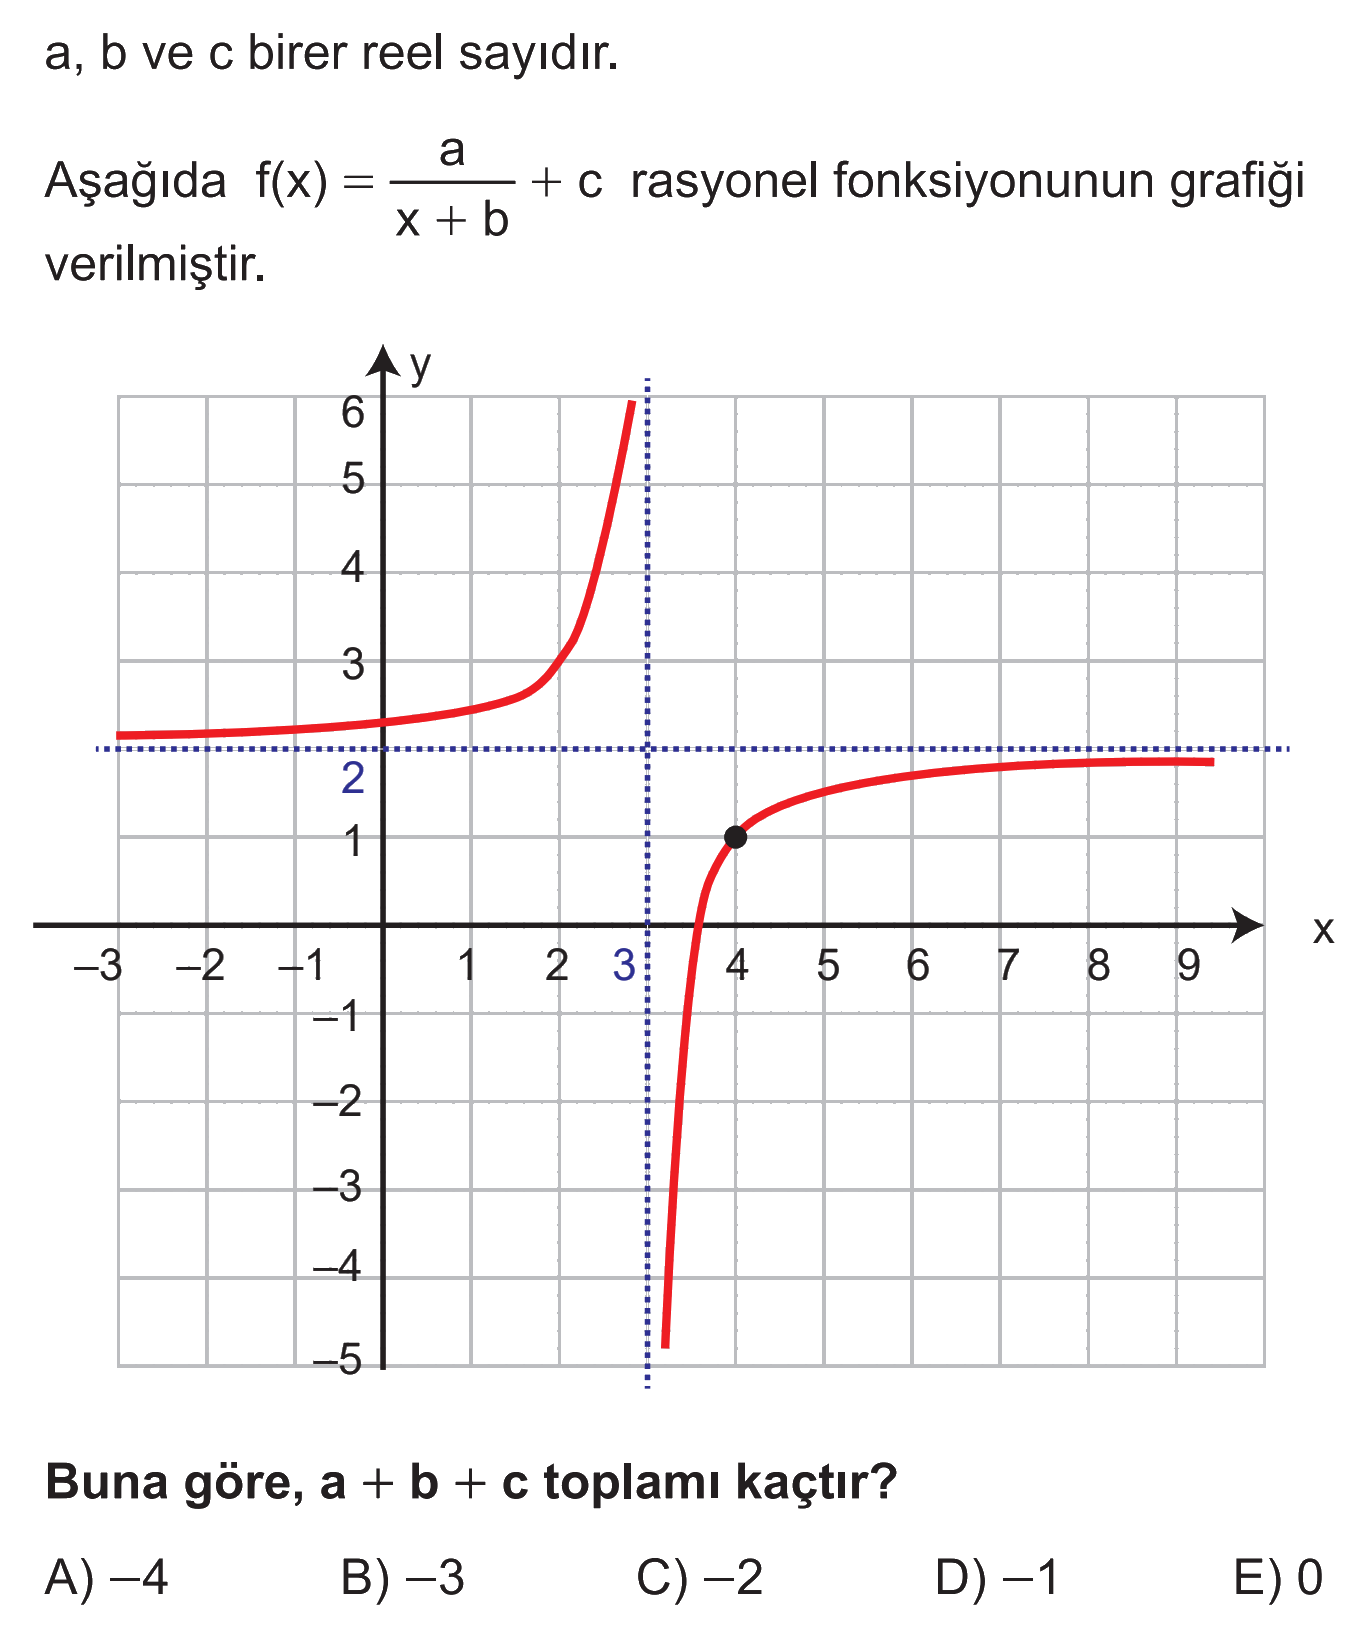 a, b ve c birer reel sayıdır.
Aşağıda f(x) = a / (x + b) + c rasyonel fonksiyonunun grafiği
verilmiştir.
y
6
5
4
3
2
1
x
–3 –2 –1 1 2 3 4 5 6 7 8 9
–1
–2
–3
–4
–5
Buna göre, a + b + c toplamı kaçtır?
A) –4 B) –3 C) –2 D) –1 E) 0